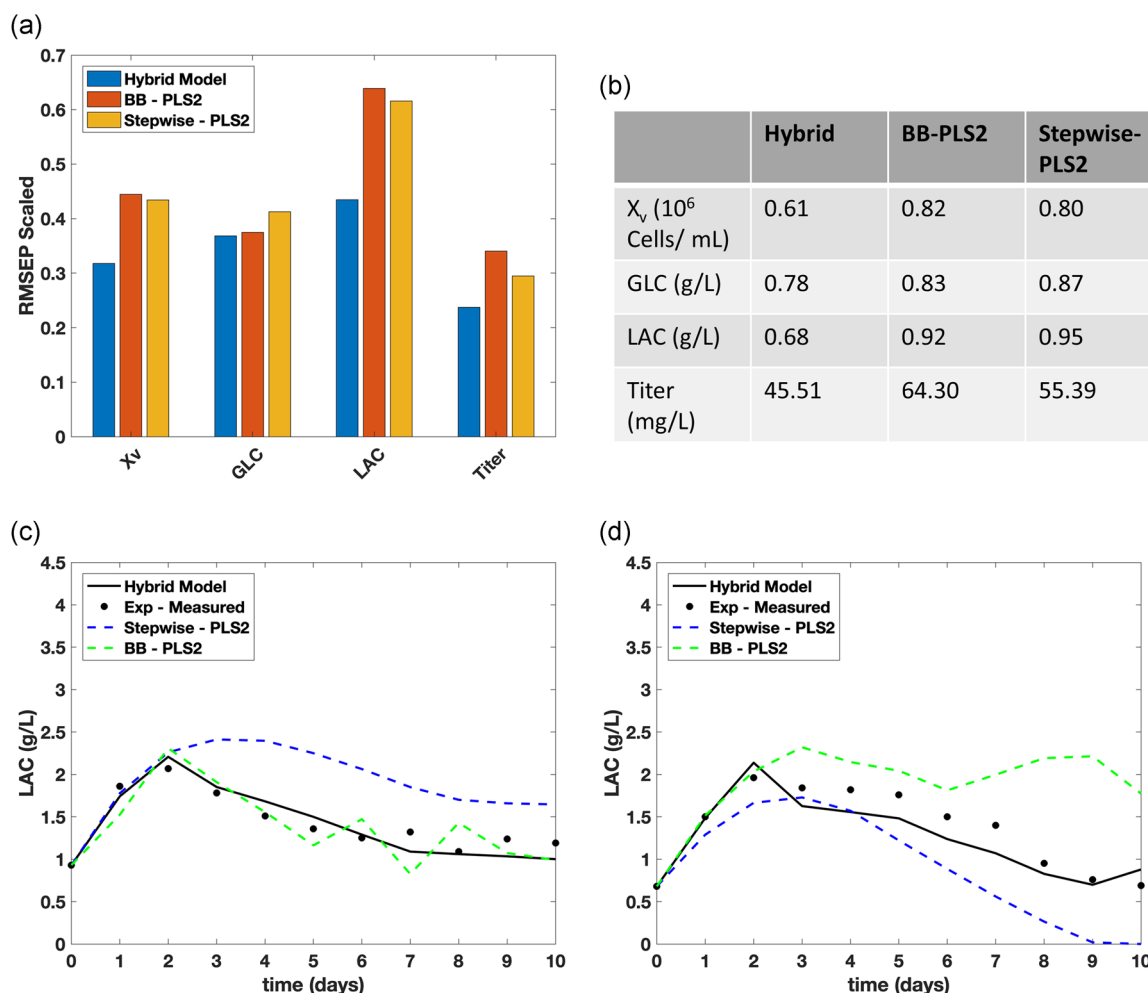 (a)
0.7
0.6
0.5
0.4
0.3
0.2
0.1
0
RMSEP Scaled
Hybrid Model
BB - PLS2
Stepwise - PLS2
Xv
GLC
LAC
Titer
(b)
Hybrid
BB-PLS2
Stepwise-
PLS2
Xv (10⁶
Cells/ mL)
0.61
0.82
0.80
GLC (g/L)
0.78
0.83
0.87
LAC (g/L)
0.68
0.92
0.95
Titer
(mg/L)
45.51
64.30
55.39
(c)
4.5
4
3.5
3
2.5
2
1.5
1
0.5
0
LAC (g/L)
Hybrid Model
Exp - Measured
Stepwise - PLS2
BB - PLS2
0 1 2 3 4 5 6 7 8 9 10
time (days)
(d)
4.5
4
3.5
3
2.5
2
1.5
1
0.5
0
LAC (g/L)
Hybrid Model
Exp - Measured
Stepwise - PLS2
BB - PLS2
0 1 2 3 4 5 6 7 8 9 10
time (days)